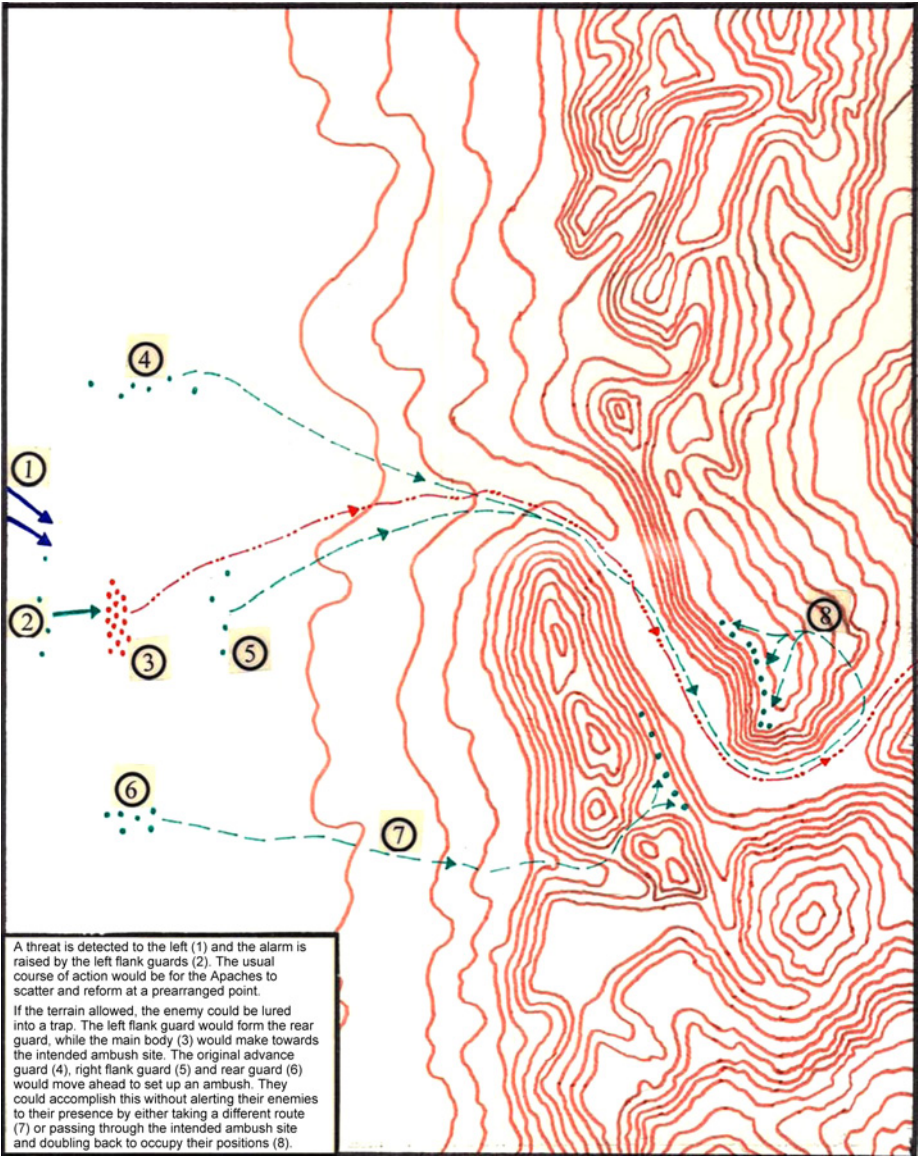 4
1
2
3
5
8
6
7
A threat is detected to the left (1) and the alarm is
raised by the left flank guards (2). The usual
course of action would be for the Apaches to
scatter and reform at a prearranged point.
If the terrain allowed, the enemy could be lured
into a trap. The left flank guard would form the rear
guard, while the main body (3) would make towards
the intended ambush site. The original advance
guard (4), right flank guard (5) and rear guard (6)
would move ahead to set up an ambush. They
could accomplish this without alerting their enemies
to their presence by either taking a different route
(7) or passing through the intended ambush site
and doubling back to occupy their positions (8).